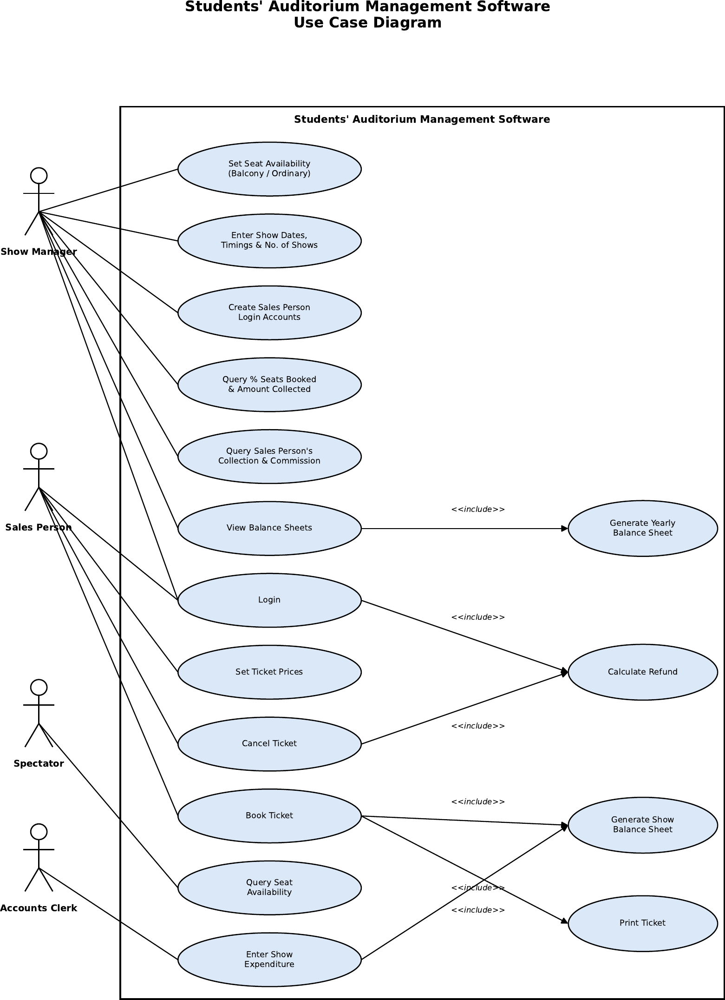 Students' Auditorium Management Software
Use Case Diagram
Students' Auditorium Management Software
Set Seat Availability
(Balcony / Ordinary)
Enter Show Dates,
Timings & No. of Shows
Show Manager
Create Sales Person
Login Accounts
Query % Seats Booked
& Amount Collected
Query Sales Person's
Collection & Commission
Sales Person
View Balance Sheets
<<include>>
Generate Yearly
Balance Sheet
Login
<<include>>
Set Ticket Prices
Calculate Refund
Cancel Ticket
<<include>>
Spectator
Book Ticket
<<include>>
Generate Show
Balance Sheet
Query Seat
Availability
<<include>>
<<include>>
Accounts Clerk
Print Ticket
Enter Show
Expenditure